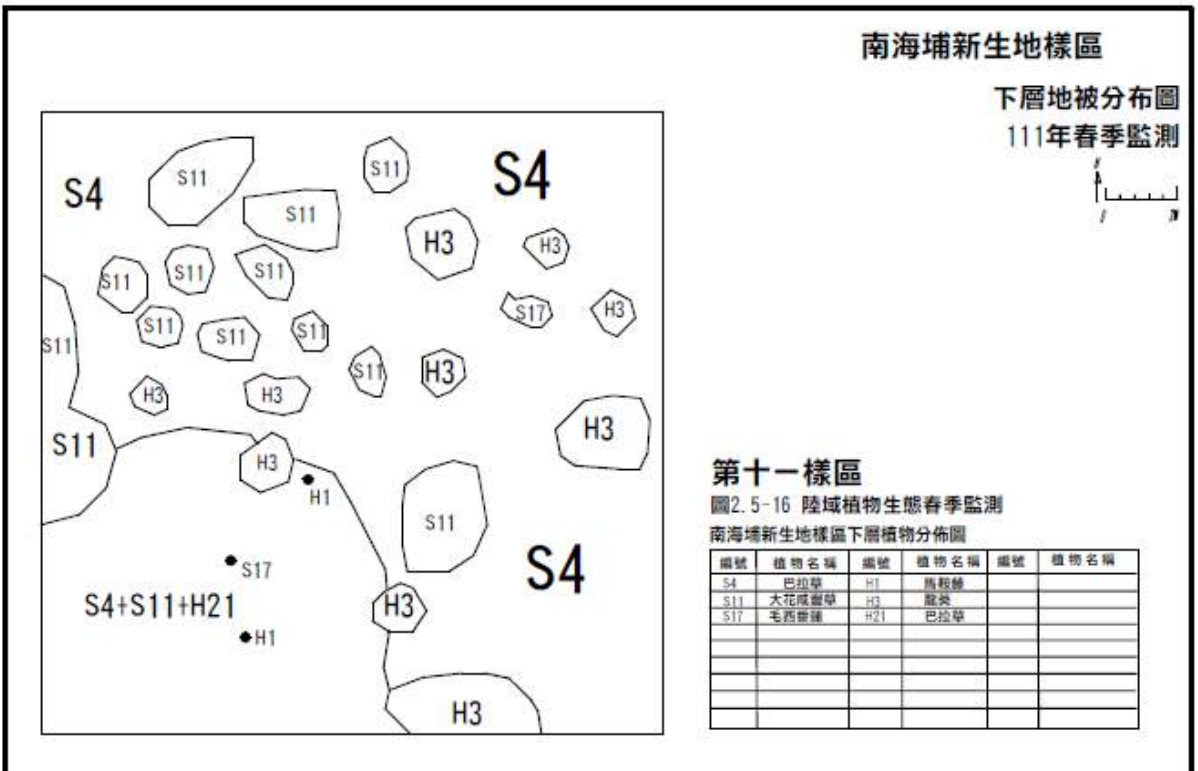 南海埔新生地樣區
下層地被分布圖
111年春季監測
S4
S11
S11
S4
S11
H3
H3
S11
S11
S11
S17
H3
S11
S11
S11
S11
S11
H3
H3
H3
H3
S11
H3
H1
S11
S17
S4
S4+S11+H21
H3
H1
H3
第十一樣區
圖2.5-16 陸域植物生態春季監測
南海埔新生地樣區下層植物分佈圖
編號 植物名稱 編號 植物名稱 編號 植物名稱
S4 巴拉草 H1 馬鞍藤
S11 大花咸豐草 H3 龍葵
S17 毛西番蓮 H21 巴拉草